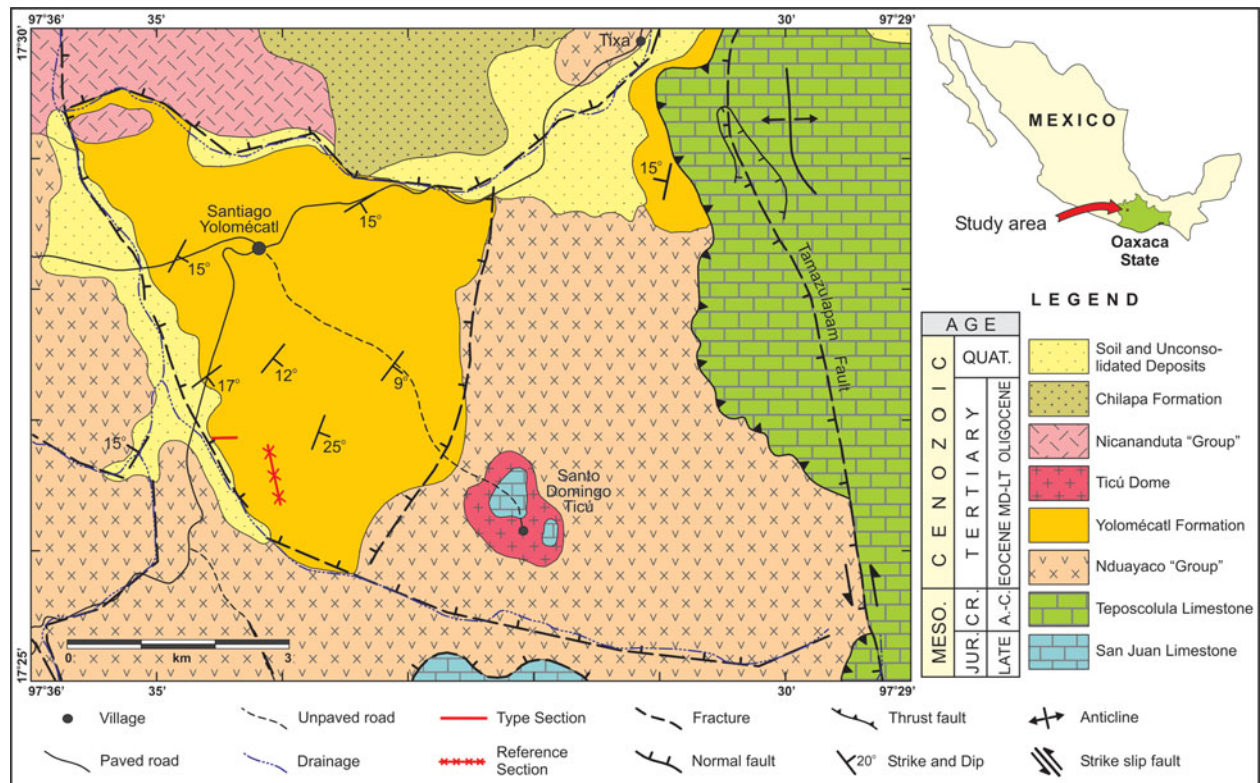 97°36'
35'
30'
97°29'
17°30'
Tixa
15°
15°
Santiago
Yolomécatl
15°
Tamazulapam Fault
17°
12°
9°
15°
25°
Santo
Domingo
Ticú
0
km
3
17°25'
97°36'
35'
30'
97°29'
MEXICO
Study area
Oaxaca
State
LEGEND
AGE
CENOZOIC
MESO.
QUAT.
TERTIARY
JUR. CR.
EOCENE MD-LT OLIGOCENE
LATE A.-C.
Soil and Unconso-
lidated Deposits
Chilapa Formation
Nicananduta “Group”
Ticú Dome
Yolomécatl Formation
Nduayaco “Group”
Teposcolula Limestone
San Juan Limestone
Village
Unpaved road
Type Section
Fracture
Thrust fault
Anticline
Paved road
Drainage
Reference
Section
Normal fault
20° Strike and Dip
Strike slip fault